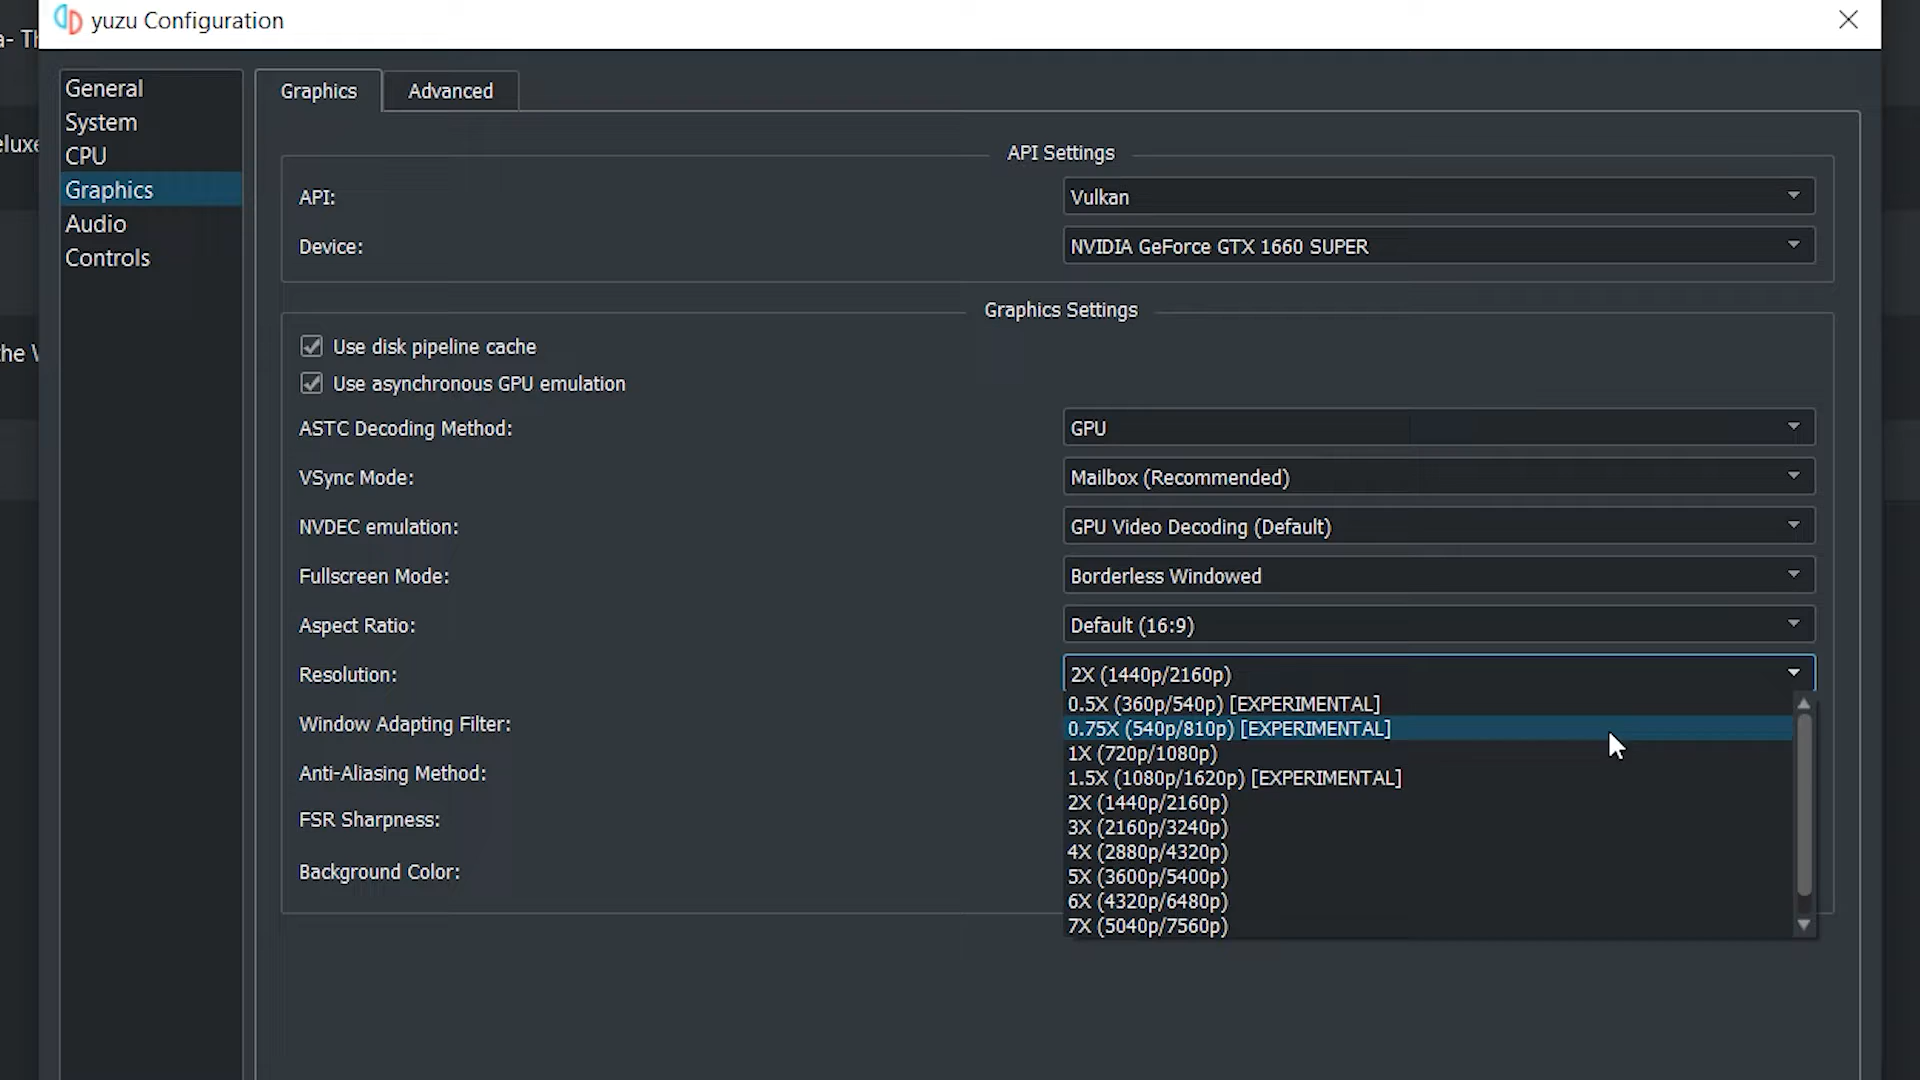 yuzu Configuration
a- Th
eluxe
he V
General
System
CPU
Graphics
Audio
Controls
Graphics
Advanced
API Settings
API:
Vulkan
Device:
NVIDIA GeForce GTX 1660 SUPER
Graphics Settings
Use disk pipeline cache
Use asynchronous GPU emulation
ASTC Decoding Method:
GPU
VSync Mode:
Mailbox (Recommended)
NVDEC emulation:
GPU Video Decoding (Default)
Fullscreen Mode:
Borderless Windowed
Aspect Ratio:
Default (16:9)
Resolution:
2X (1440p/2160p)
0.5X (360p/540p) [EXPERIMENTAL]
0.75X (540p/810p) [EXPERIMENTAL]
1X (720p/1080p)
1.5X (1080p/1620p) [EXPERIMENTAL]
2X (1440p/2160p)
3X (2160p/3240p)
4X (2880p/4320p)
5X (3600p/5400p)
6X (4320p/6480p)
7X (5040p/7560p)
Window Adapting Filter:
Anti-Aliasing Method:
FSR Sharpness:
Background Color: